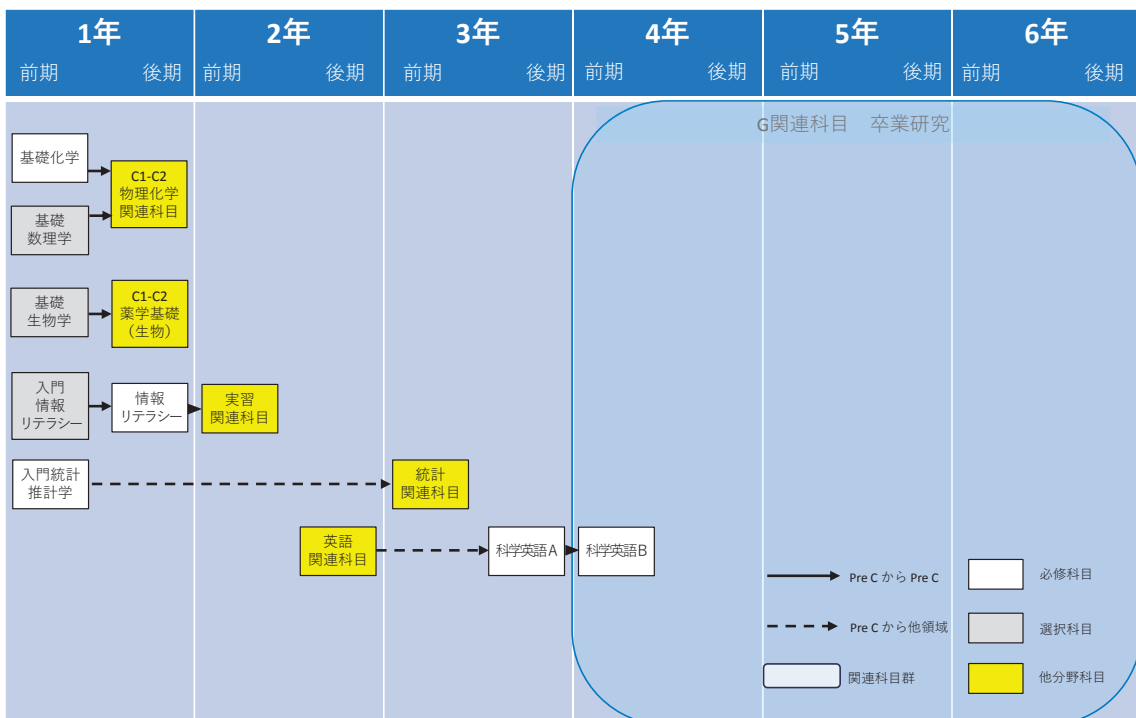 1年
2年
3年
4年
5年
6年
前期
後期
前期
後期
前期
後期
前期
後期
前期
後期
前期
後期
G関連科目 卒業研究
基礎化学
C1-C2
物理化学
関連科目
基礎
数理学
基礎
生物学
C1-C2
薬学基礎
(生物)
入門
情報
リテラシー
情報
リテラシー
実習
関連科目
入門統計
推計学
統計
関連科目
英語
関連科目
科学英語A
科学英語B
Pre C から Pre C
必修科目
Pre C から他領域
選択科目
関連科目群
他分野科目